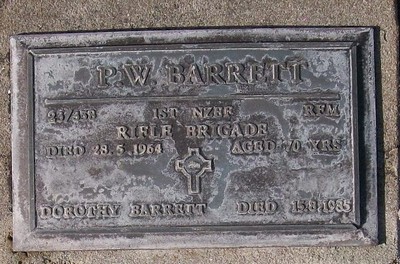 P.W. BARRETT
23/458 1ST NZEF RFM
RIFLE BRIGADE
DIED 28.5.1964 AGED 70 YRS
DOROTHY BARRETT DIED 15.8.1985